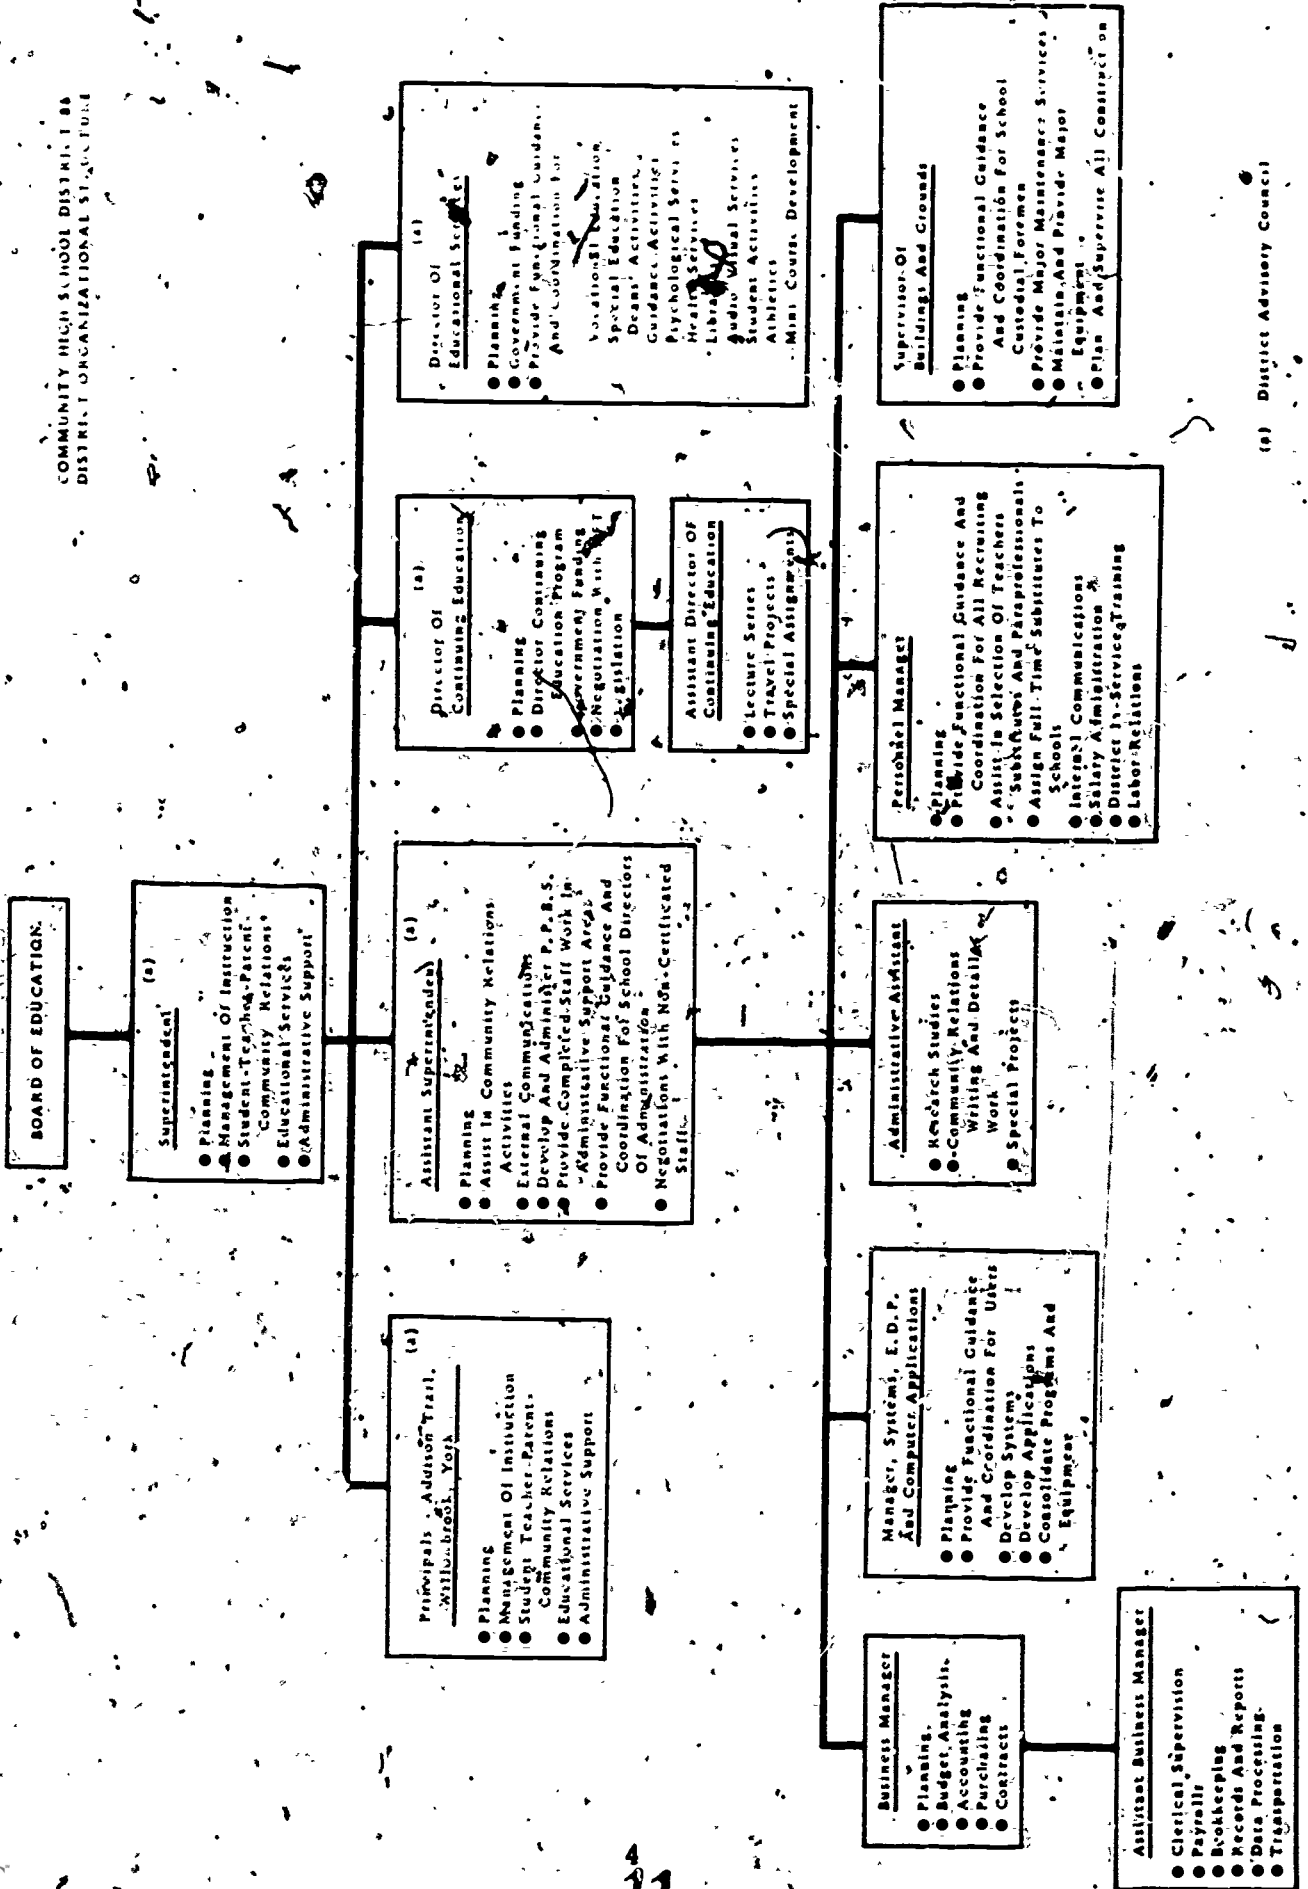 COMMUNITY HIGH SCHOOL DISTRICT 88
DISTRICT ORGANIZATIONAL STRUCTURE
BOARD OF EDUCATION
(a)
Superintendent
● Planning
● Management Of Instruction
● Student-Teacher-Parent
Community Relations
● Educational Services
● Administrative Support
Principals - Addison Trail,
Willowbrook, York
(a)
● Planning
● Management Of Instruction
● Student Teacher-Parents
Community Relations
● Educational Services
● Administrative Support
(a)
Assistant Superintendent
● Planning
● Assist In Community Relations
Activities
● External Communications
● Develop And Administer P.P.B.S.
● Provide Completed Staff Work In
Administrative Support Areas
● Provide Functional Guidance And
Coordination For School Directors
Of Administration
● Negotiations With Non-Certificated
Staff
(a)
Director Of
Continuing Education
● Planning
● Director Continuing
Education Program
● Government Funding
● Negotiation With
● Legislation
Assistant Director OF
Continuing Education
● Lecture Series
● Travel Projects
● Special Assignments
(a)
Director Of
Educational Services
● Planning
● Government Funding
● Provide Functional Guidance
And Coordination For
Vocational Education
Special Education
Deans' Activities
Guidance Activities
Psychological Services
Health Services
Audio Visual Services
Student Activities
Athletics
Mini Course Development
Business Manager
● Planning
● Budget Analysis
● Accounting
● Purchasing
● Contracts
Assistant Business Manager
● Clerical Supervision
● Payrolls
● Bookkeeping
● Records And Reports
● Data Processing
● Transportation
Manager, Systems, E.D.P.
And Computer Applications
● Planning
● Provide Functional Guidance
And Coordination For Users
● Develop Systems
● Develop Applications
● Consolidate Programs And
Equipment
Administrative Assistant
● Research Studies
● Community Relations
Writing And Detail
Work
● Special Projects
Personnel Manager
● Planning
● Provide Functional Guidance And
Coordination For All Recruiting
● Assist In Selection Of Teachers
Substitutes And Paraprofessionals
● Assign Full-Time Substitutes To
Schools
● Internal Communications
● Salary Administration
● District In-Service Training
● Labor Relations
Supervisor Of
Buildings And Grounds
● Planning
● Provide Functional Guidance
And Coordination For School
Custodial Foremen
● Provide Major Maintenance Services
● Maintain And Provide Major
Equipment
● Plan And Supervise All Construction
(a) District Advisory Council